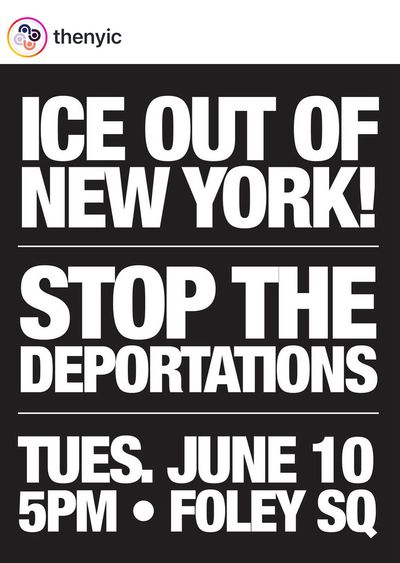 thenyic
ICE OUT OF
NEW YORK!
STOP THE
DEPORTATIONS
TUES. JUNE 10
5PM • FOLEY SQ